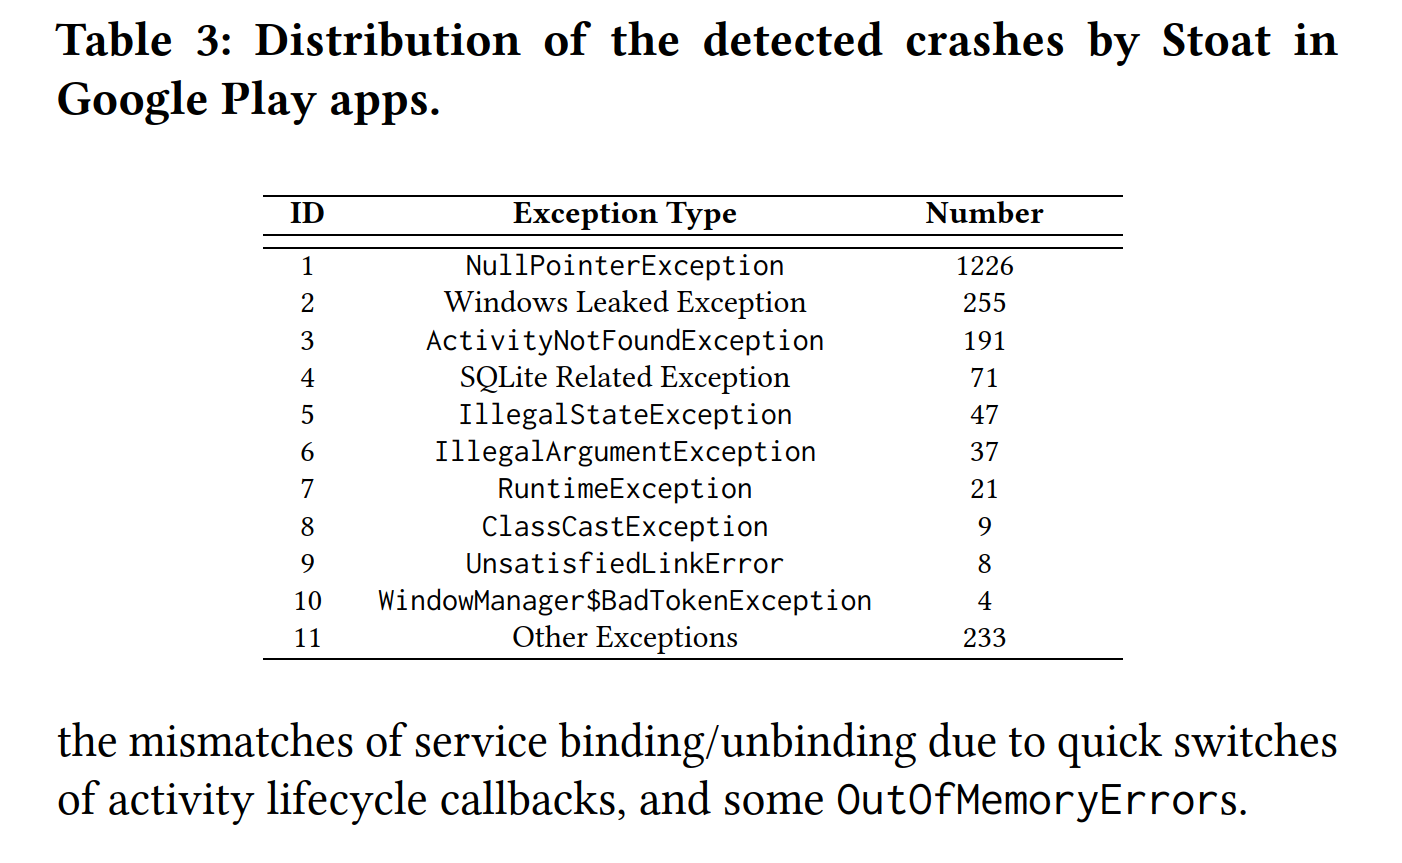 Table 3: Distribution of the detected crashes by Stoat in
Google Play apps.
ID Exception Type Number
1 NullPointerException 1226
2 Windows Leaked Exception 255
3 ActivityNotFoundException 191
4 SQLite Related Exception 71
5 IllegalStateException 47
6 IllegalArgumentException 37
7 RuntimeException 21
8 ClassCastException 9
9 UnsatisfiedLinkError 8
10 WindowManager$BadTokenException 4
11 Other Exceptions 233
the mismatches of service binding/unbinding due to quick switches
of activity lifecycle callbacks, and some OutOfMemoryErrors.